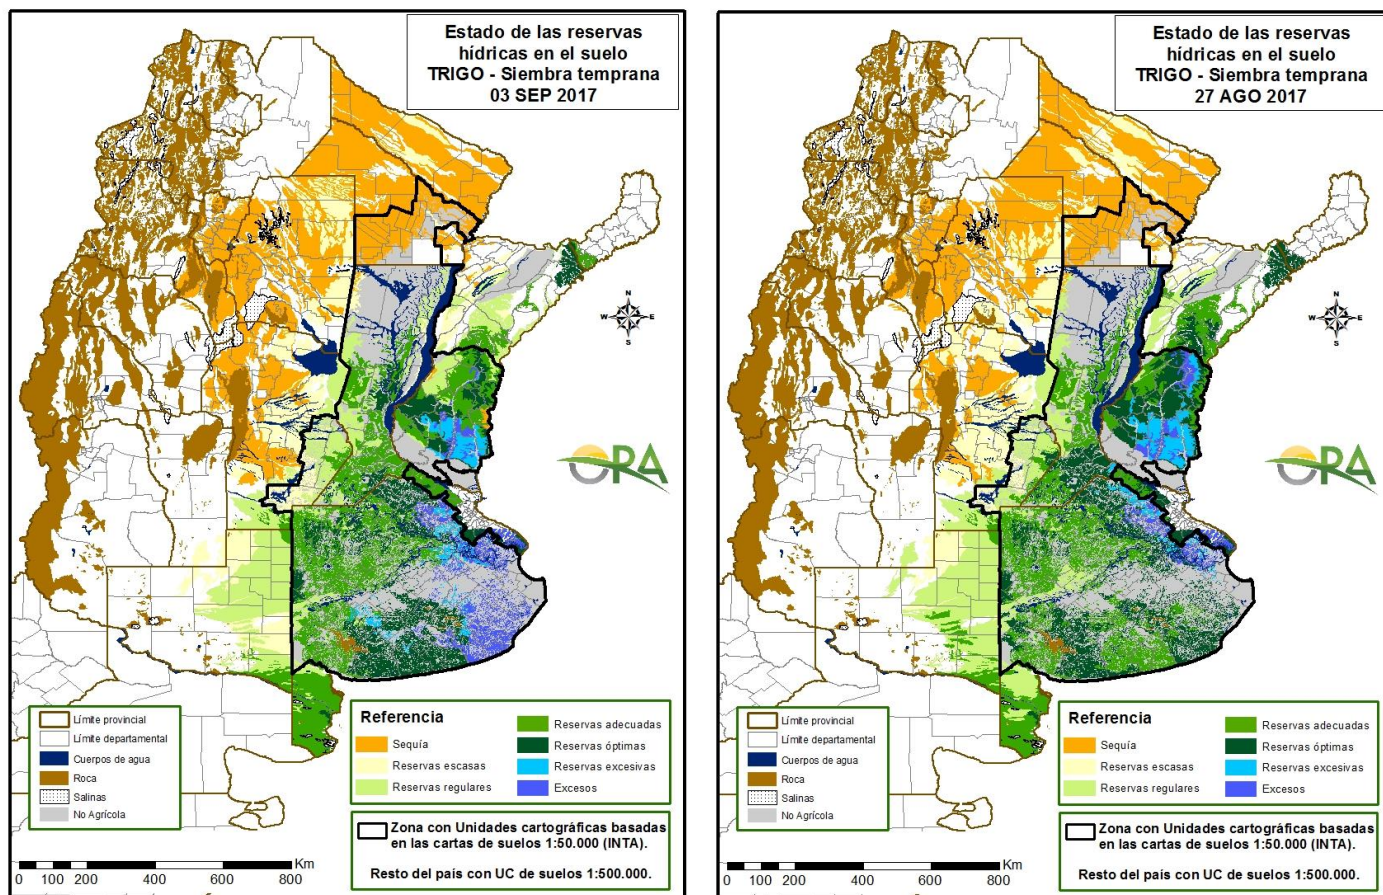 Estado de las reservas
hídricas en el suelo
TRIGO - Siembra temprana
03 SEP 2017
N
W
E
S
ORA
Límite provincial
Límite departamental
Cuerpos de agua
Roca
Salinas
No Agrícola
Referencia
Sequía
Reservas escasas
Reservas regulares
Reservas adecuadas
Reservas óptimas
Reservas excesivas
Excesos
Zona con Unidades cartográficas basadas
en las cartas de suelos 1:50.000 (INTA).
Resto del país con UC de suelos 1:500.000.
Km
0 100 200 400 600 800
Estado de las reservas
hídricas en el suelo
TRIGO - Siembra temprana
27 AGO 2017
N
W
E
S
ORA
Límite provincial
Límite departamental
Cuerpos de agua
Roca
Salinas
No Agrícola
Referencia
Sequía
Reservas escasas
Reservas regulares
Reservas adecuadas
Reservas óptimas
Reservas excesivas
Excesos
Zona con Unidades cartográficas basadas
en las cartas de suelos 1:50.000 (INTA).
Resto del país con UC de suelos 1:500.000.
Km
0 100 200 400 600 800